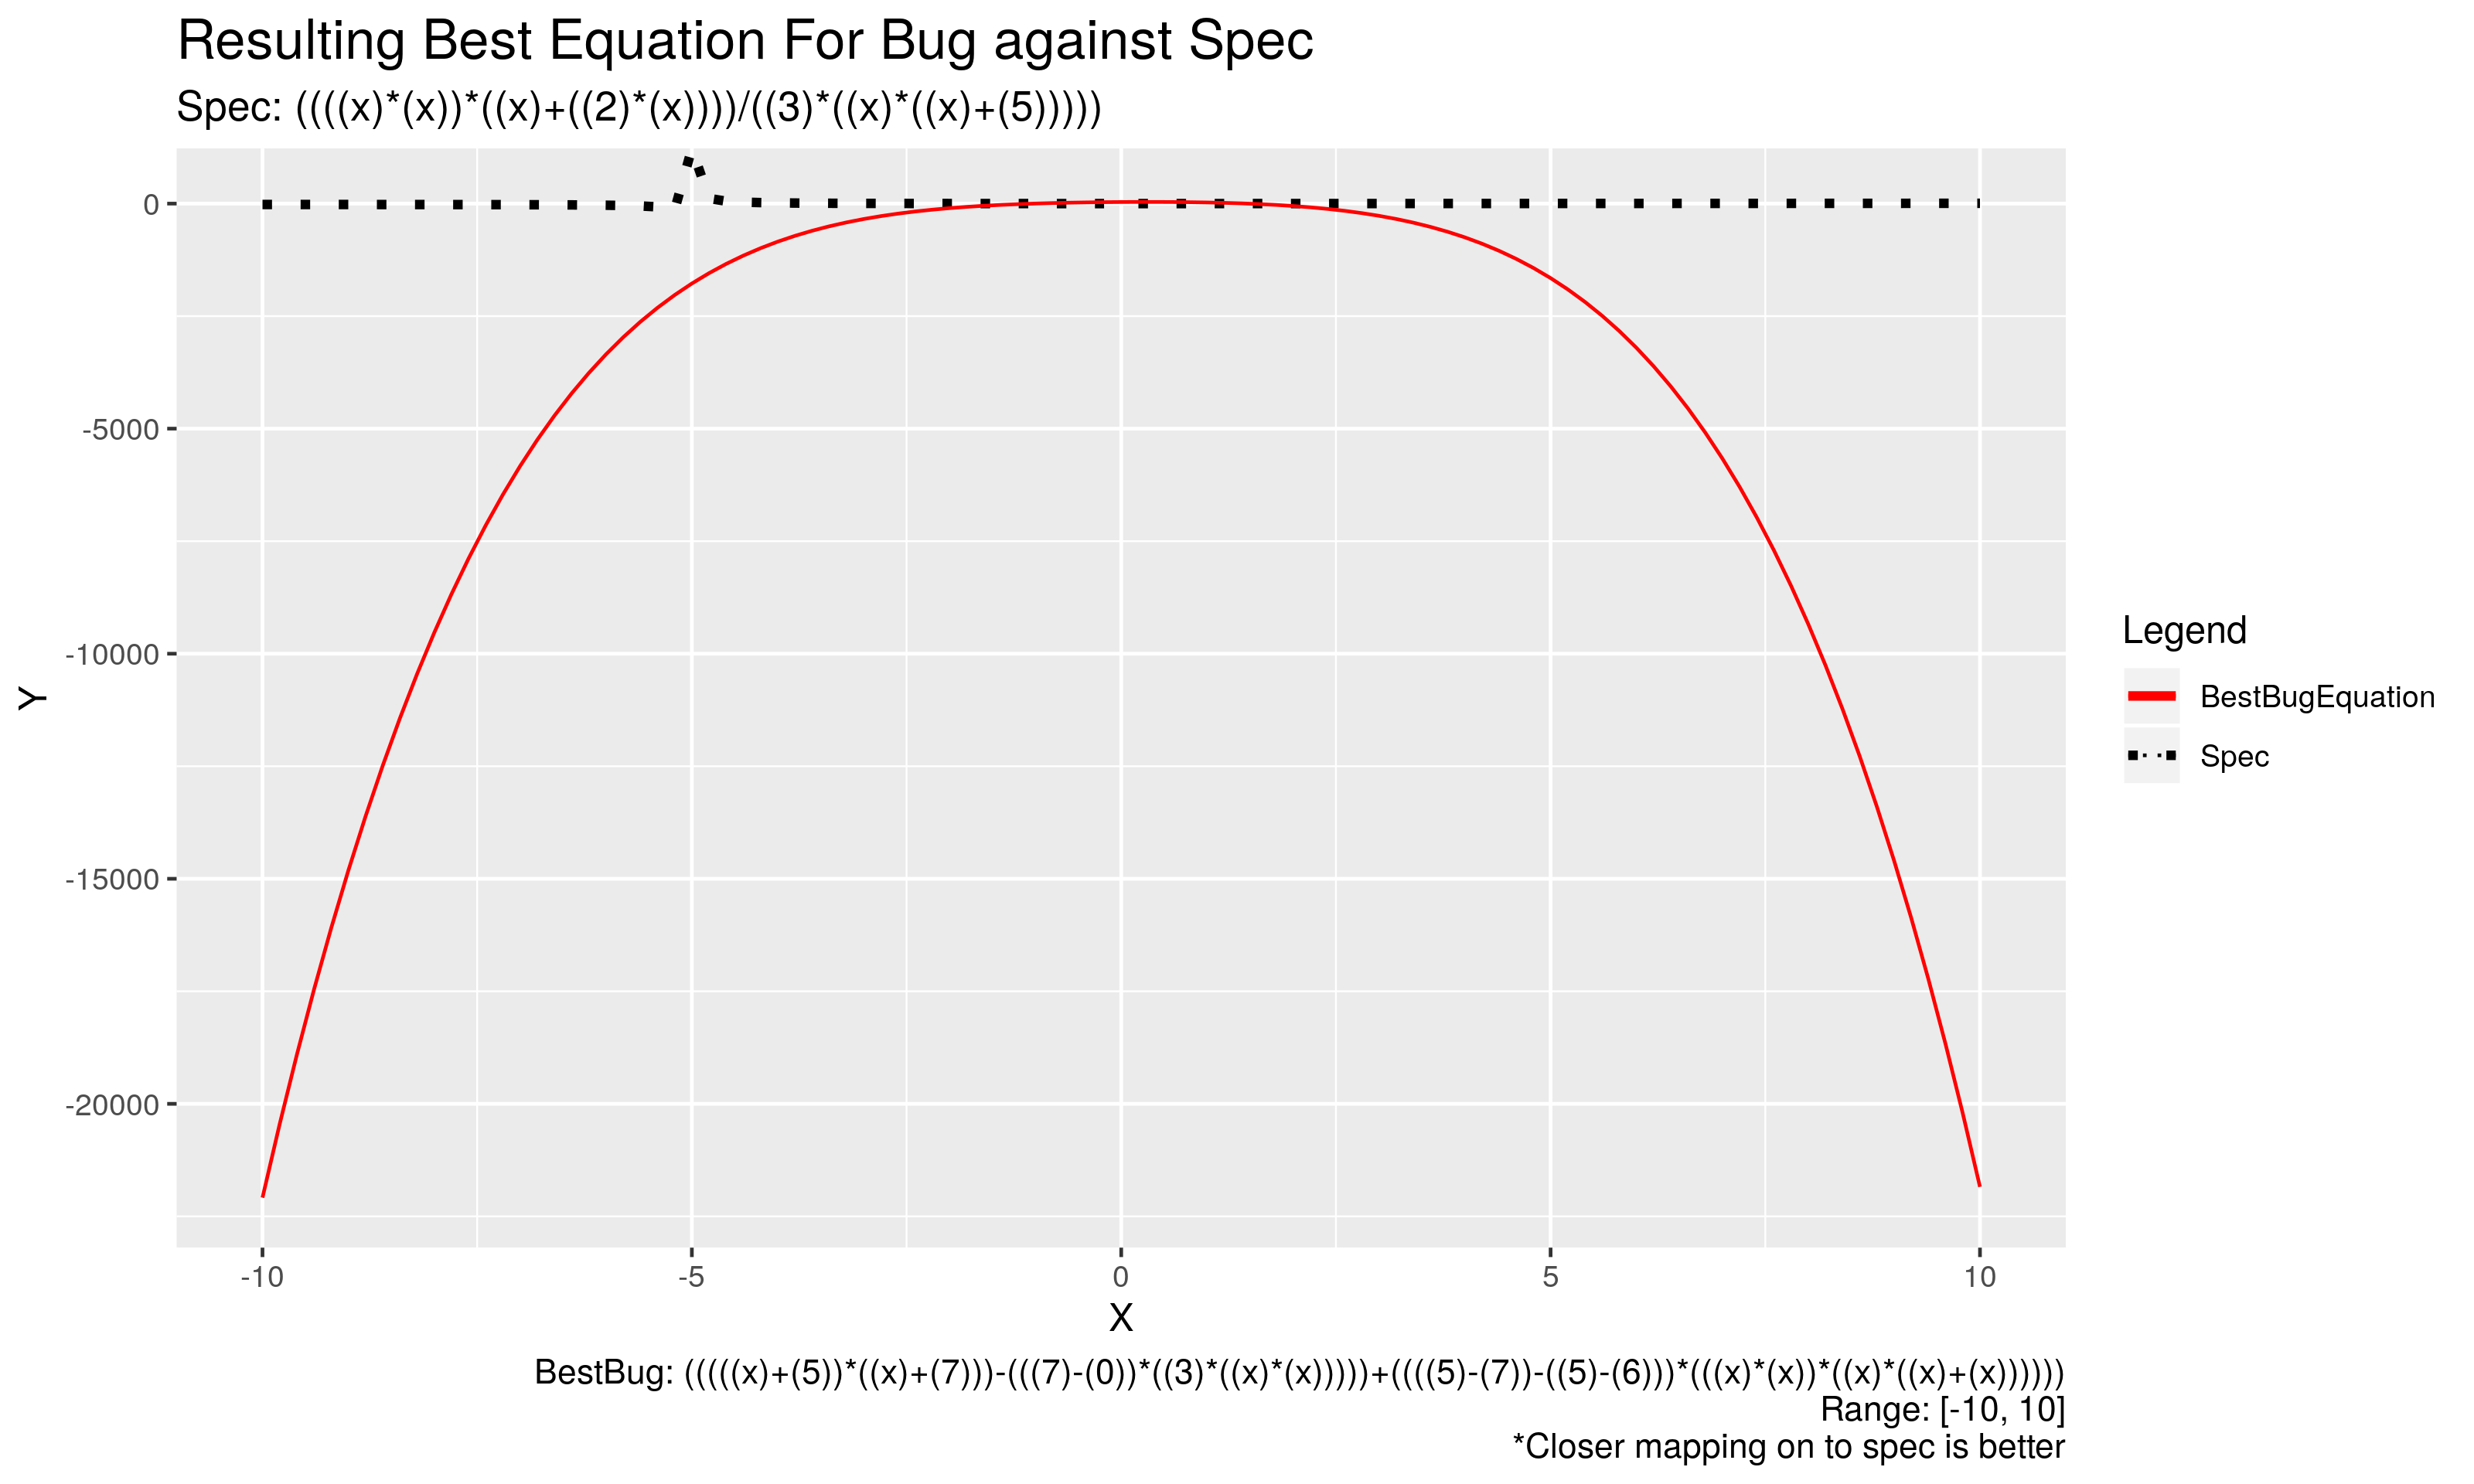 Resulting Best Equation For Bug against Spec
Spec: ((((x)*(x))*((x)+((2)*(x))))/((3)*((x)*((x)+(5)))))
0
-5000
-10000
-15000
-20000
Y
-10
-5
0
5
10
X
Legend
BestBugEquation
Spec
BestBug: (((((x)+(5))*((x)+(7)))-(((7)-(0))*((3)*((x)*(x)))))+((((5)-(7))-((5)-(6)))*(((x)*(x))*((x)*((x)+(x))))))
Range: [-10, 10]
*Closer mapping on to spec is better